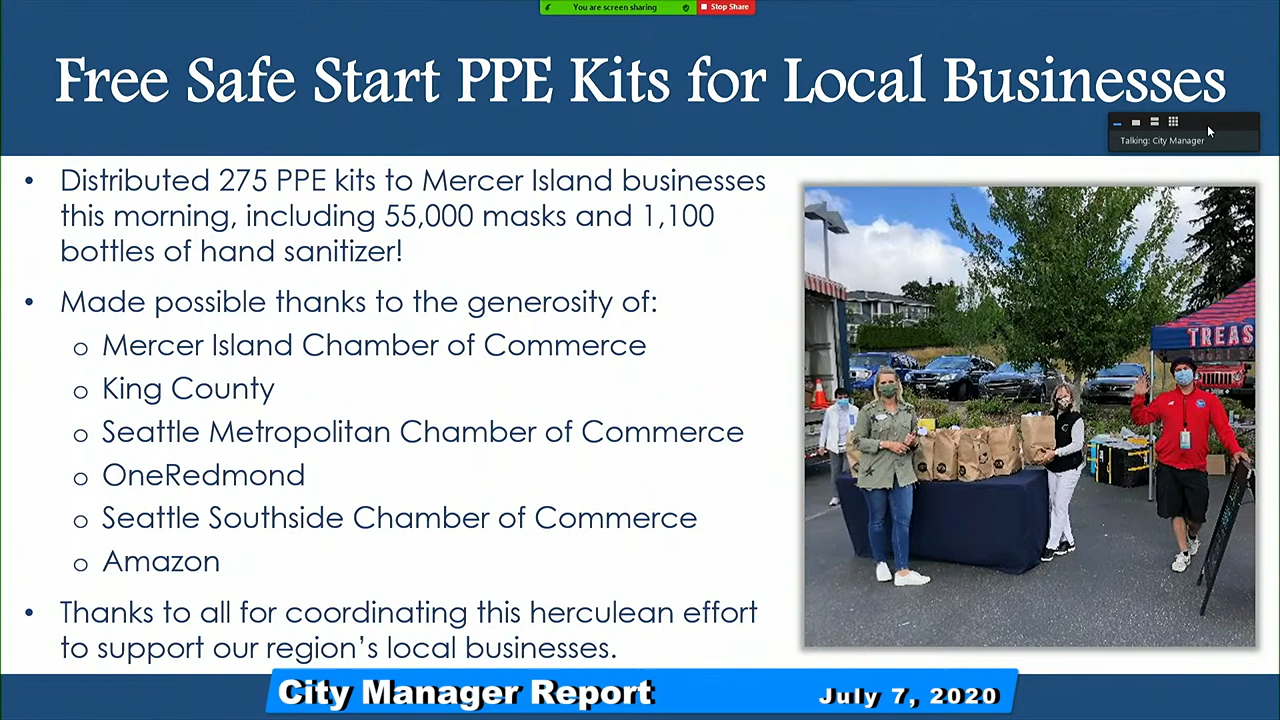 You are screen sharing
Stop Share
Free Safe Start PPE Kits for Local Businesses
Talking: City Manager
• Distributed 275 PPE kits to Mercer Island businesses
this morning, including 55,000 masks and 1,100
bottles of hand sanitizer!
• Made possible thanks to the generosity of:
o Mercer Island Chamber of Commerce
o King County
o Seattle Metropolitan Chamber of Commerce
o OneRedmond
o Seattle Southside Chamber of Commerce
o Amazon
• Thanks to all for coordinating this herculean effort
to support our region's local businesses.
TREAS
City Manager Report
July 7, 2020